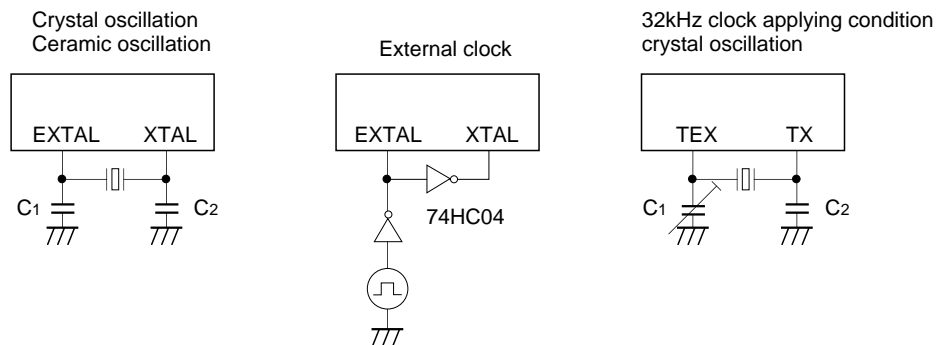 Crystal oscillation
Ceramic oscillation
EXTAL XTAL
C1 C2
External clock
EXTAL XTAL
74HC04
32kHz clock applying condition
crystal oscillation
TEX TX
C1 C2